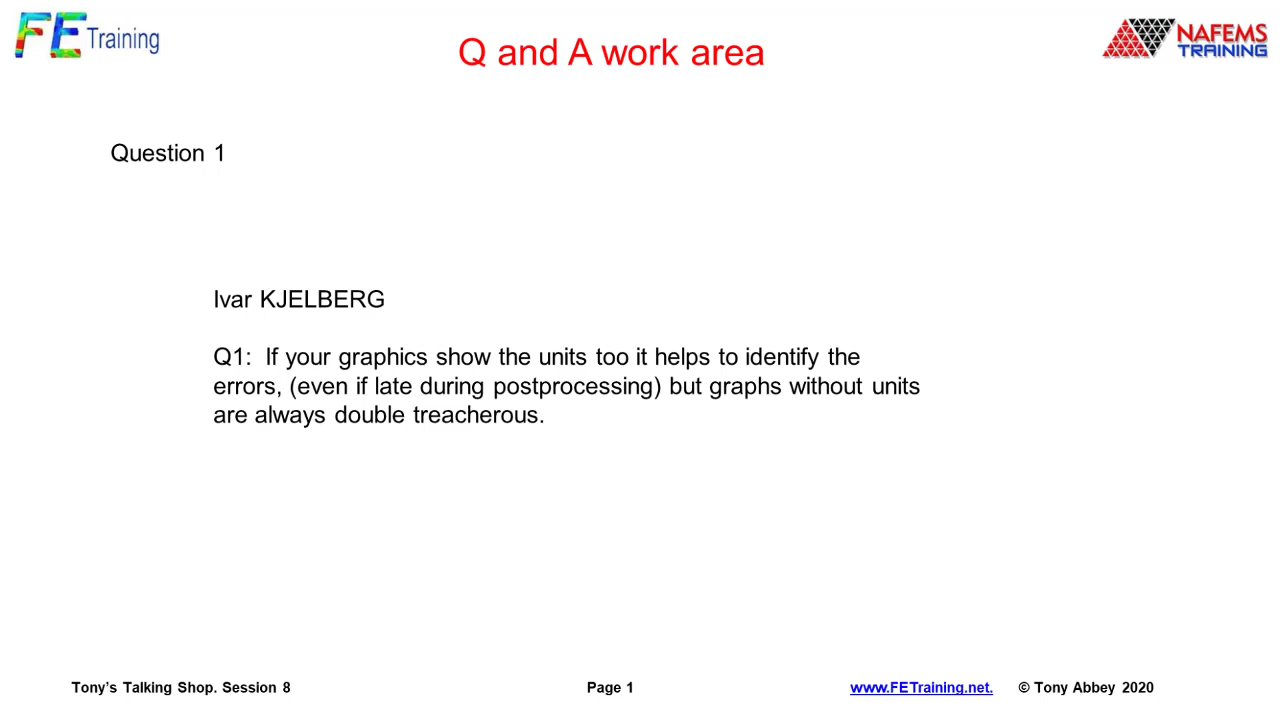 FE Training
Q and A work area
NAFEMS
TRAINING
Question 1
Ivar KJELBERG
Q1: If your graphics show the units too it helps to identify the
errors, (even if late during postprocessing) but graphs without units
are always double treacherous.
Tony's Talking Shop. Session 8 Page 1 www.FETraining.net. © Tony Abbey 2020